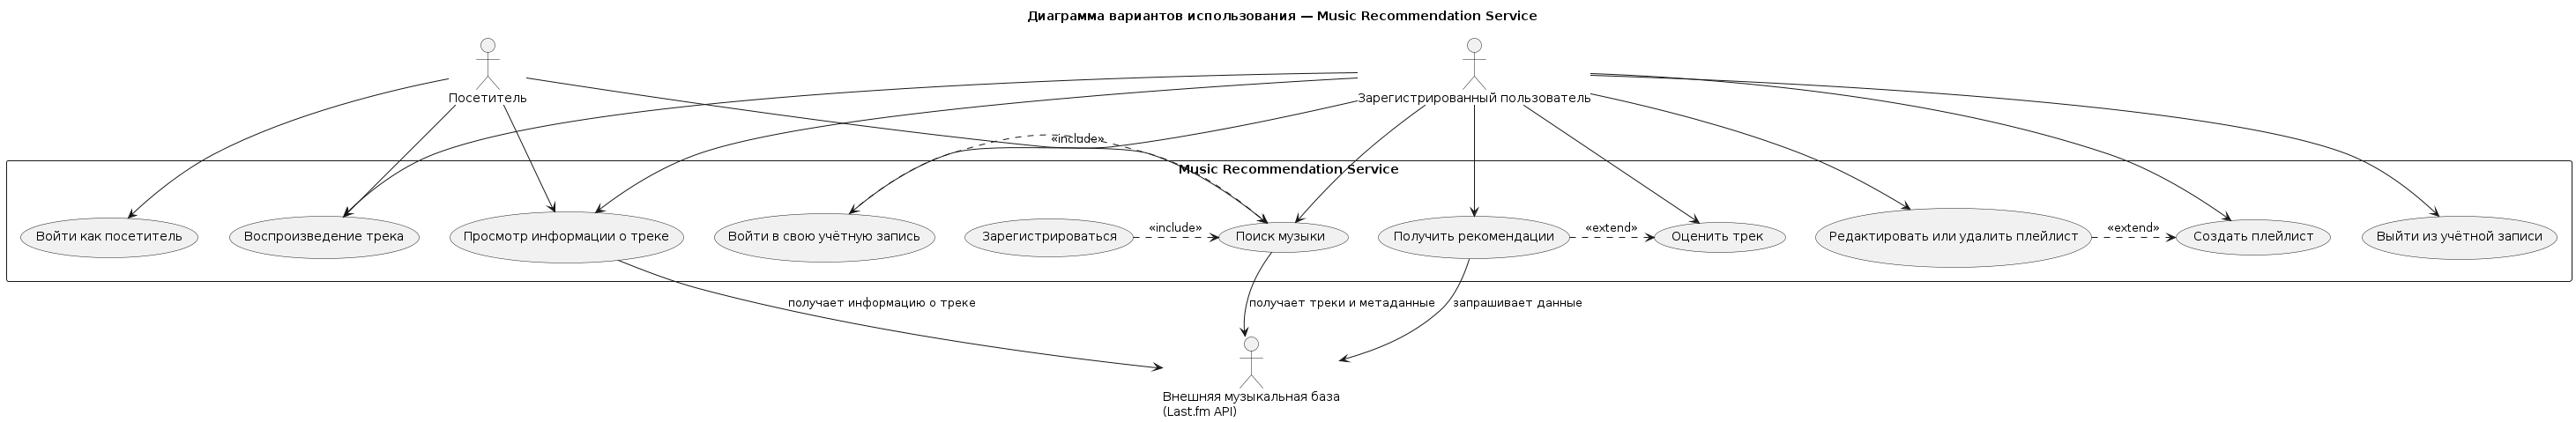 Диаграмма вариантов использования — Music Recommendation Service
Посетитель
Зарегистрированный пользователь
«include»
Music Recommendation Service
Войти как посетитель
Воспроизведение трека
Просмотр информации о треке
Войти в свою учётную запись
Зарегистрироваться
«include»
Поиск музыки
Получить рекомендации
«extend»
Оценить трек
Редактировать или удалить плейлист
«extend»
Создать плейлист
Выйти из учётной записи
получает информацию о треке
получает треки и метаданные
запрашивает данные
Внешняя музыкальная база
(Last.fm API)